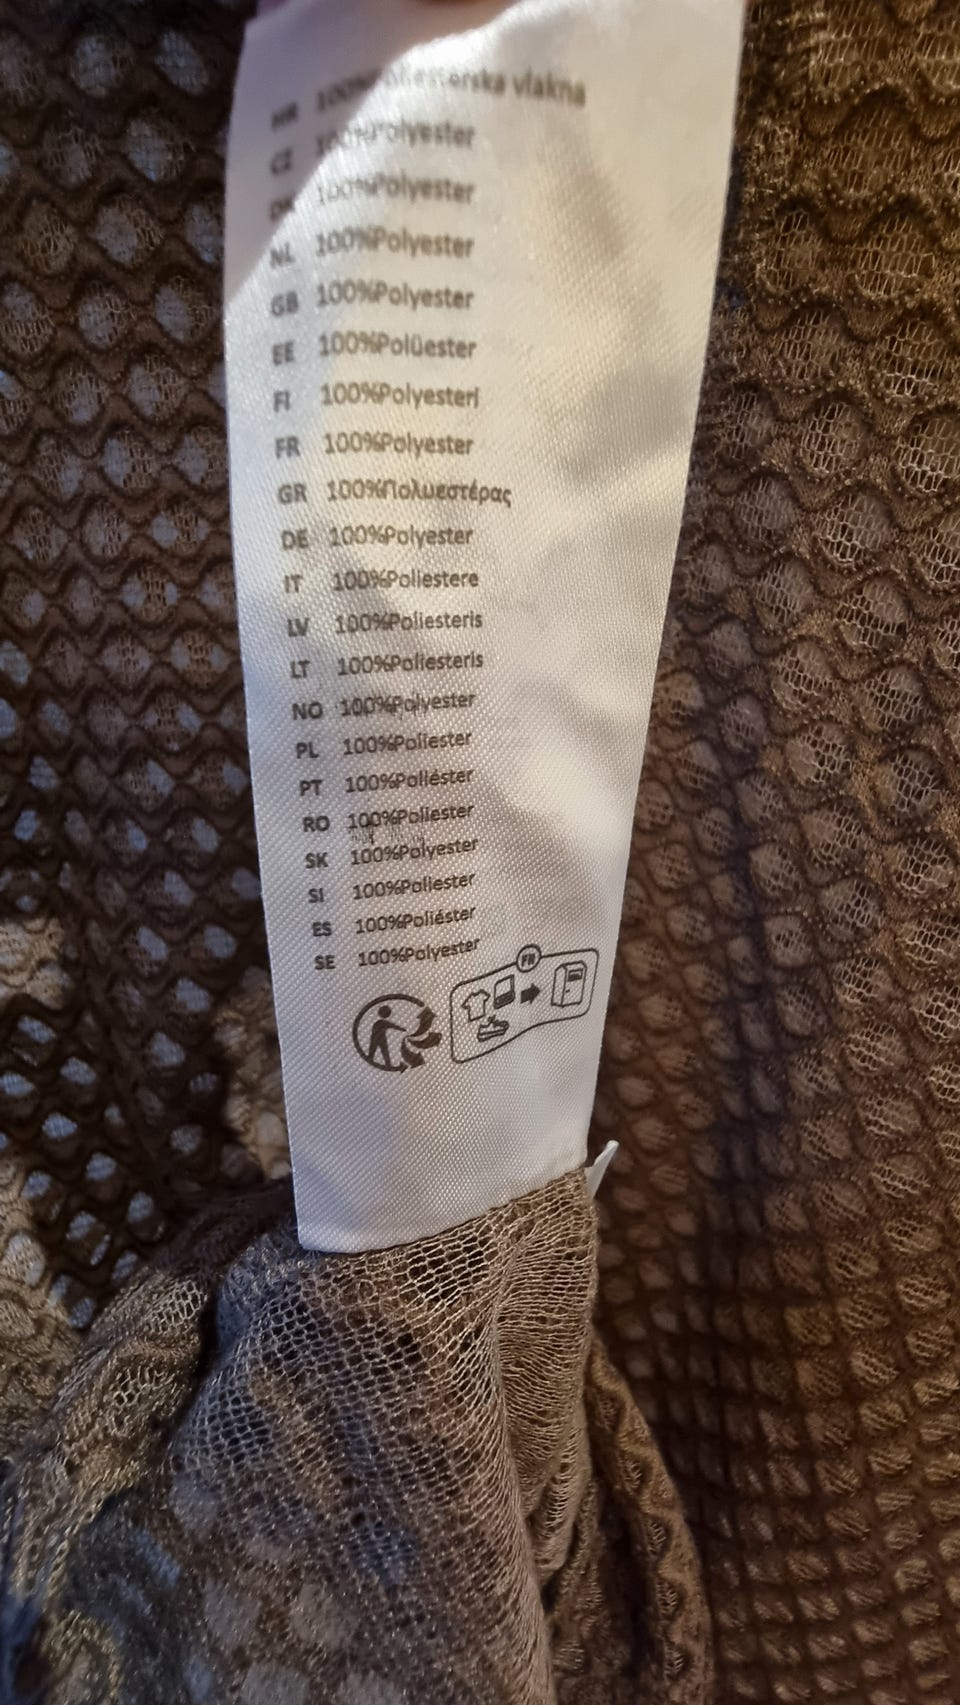 HR 100%Poliesterska vlakna
CZ 100%Polyester
DK 100%Polyester
NL 100%Polyester
GB 100%Polyester
EE 100%Polüester
FI 100%Polyesteri
FR 100%Polyester
GR 100%Πολυεστέρας
DE 100%Polyester
IT 100%Poliestere
LV 100%Poliesteris
LT 100%Poliesteris
NO 100%Polyester
PL 100%Poliester
PT 100%Poliéster
RO 100%Poliester
SK 100%Polyester
SI 100%Poliester
ES 100%Poliéster
SE 100%Polyester
FR